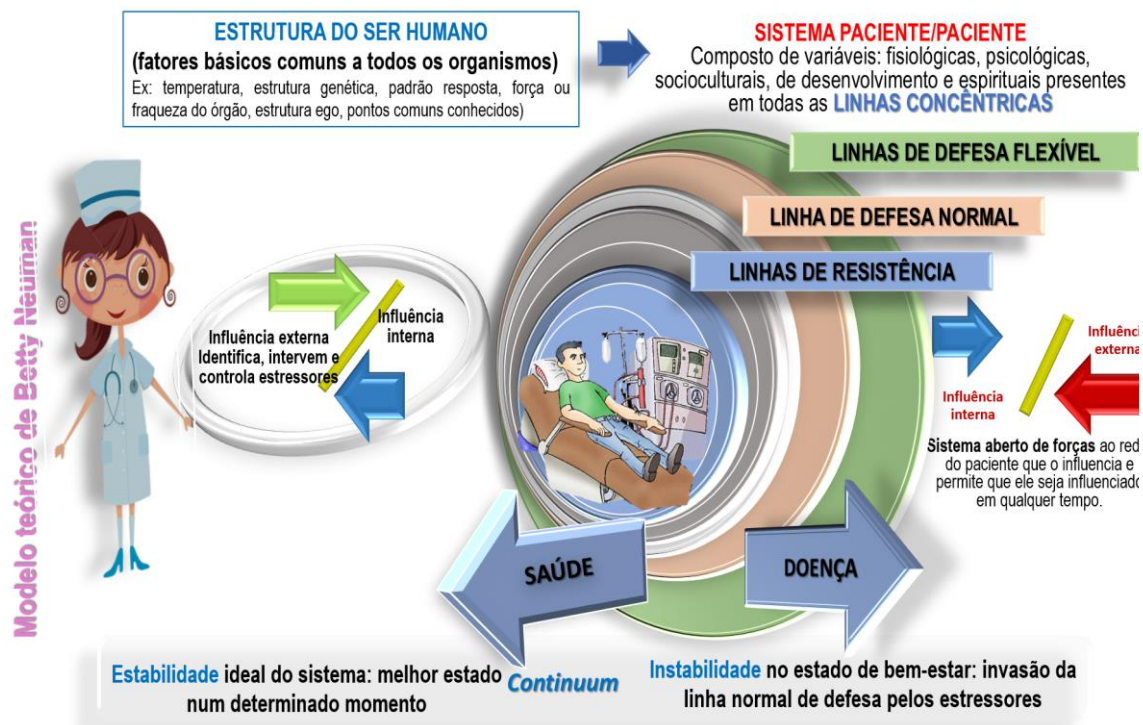 ESTRUTURA DO SER HUMANO
(fatores básicos comuns a todos os organismos)
Ex: temperatura, estrutura genética, padrão resposta, força ou
fraqueza do órgão, estrutura ego, pontos comuns conhecidos)
SISTEMA PACIENTE/PACIENTE
Composto de variáveis: fisiológicas, psicológicas,
socioculturais, de desenvolvimento e espirituais presentes
em todas as LINHAS CONCÊNTRICAS
LINHAS DE DEFESA FLEXÍVEL
LINHA DE DEFESA NORMAL
LINHAS DE RESISTÊNCIA
Modelo teórico de Betty Neuman
Influência externa
Identifica, intervem e
controla estressores
Influência
interna
Influência
externa
Influência
interna
Sistema aberto de forças ao red
do paciente que o influencia e
permite que ele seja influenciado
em qualquer tempo.
SAÚDE
DOENÇA
Estabilidade ideal do sistema: melhor estado
num determinado momento
Continuum
Instabilidade no estado de bem-estar: invasão da
linha normal de defesa pelos estressores